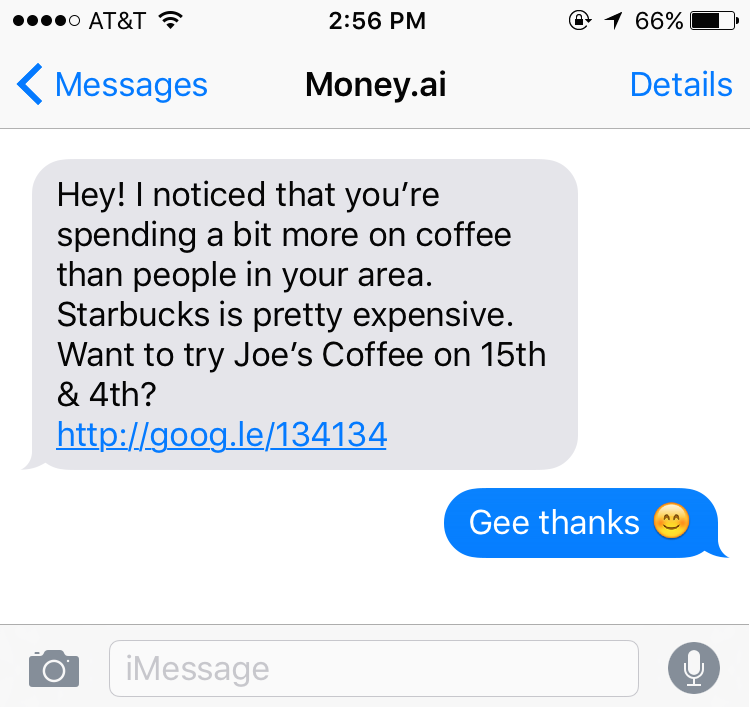 AT&T 2:56 PM 66%
Messages Money.ai Details
Hey! I noticed that you’re
spending a bit more on coffee
than people in your area.
Starbucks is pretty expensive.
Want to try Joe’s Coffee on 15th
& 4th?
http://goog.le/134134
Gee thanks 😊
iMessage